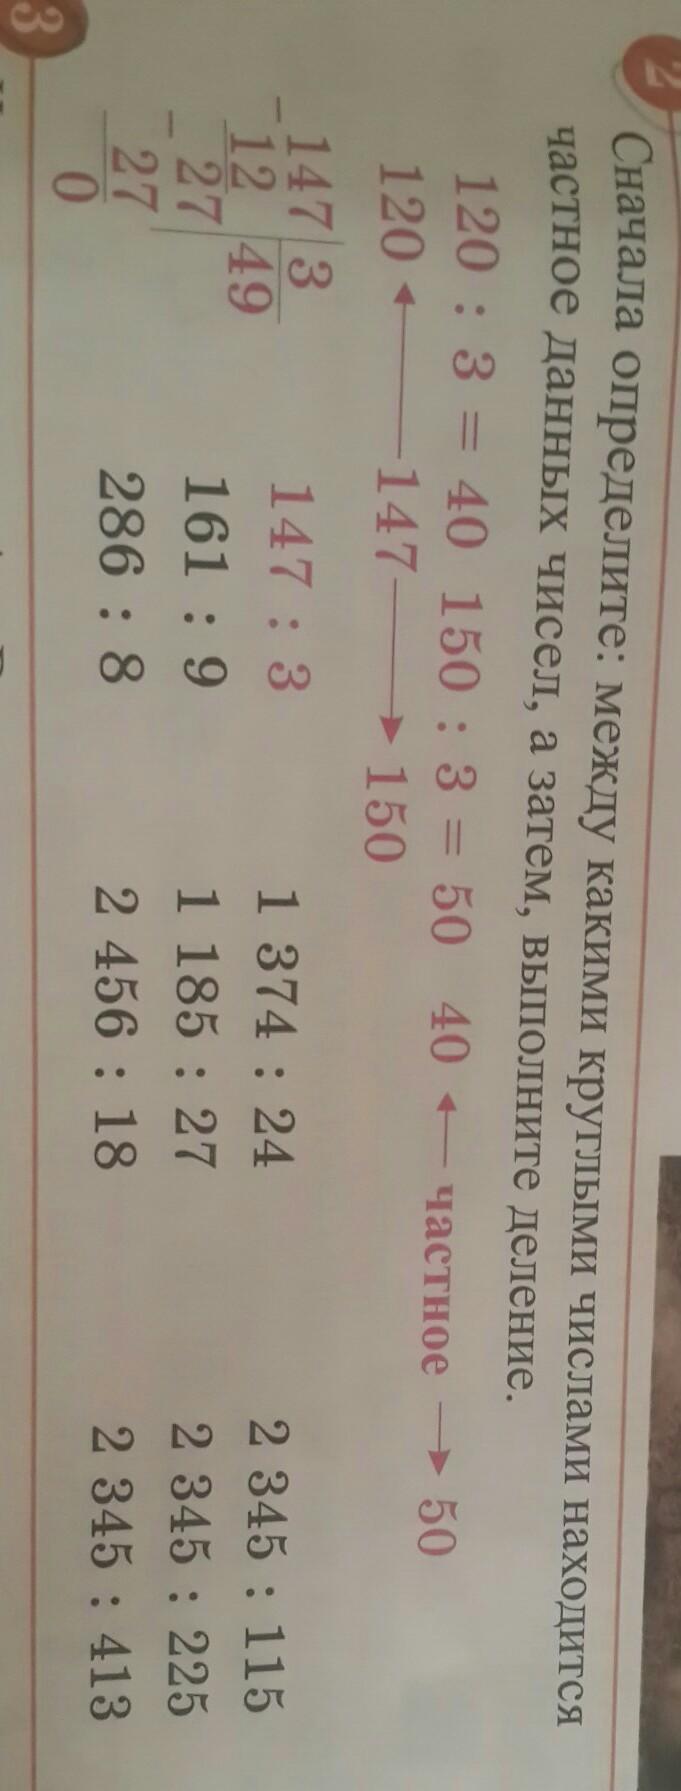 2
Сначала определите: между какими круглыми числами находится
частное данных чисел, а затем, выполните деление.
120 : 3 = 40 150 : 3 = 50 40 ← частное → 50
120 ← 147 → 150
147 3 147 : 3 1 374 : 24 2 345 : 115
− 12 49 161 : 9 1 185 : 27 2 345 : 225
27
− 27 286 : 8 2 456 : 18 2 345 : 413
0
3